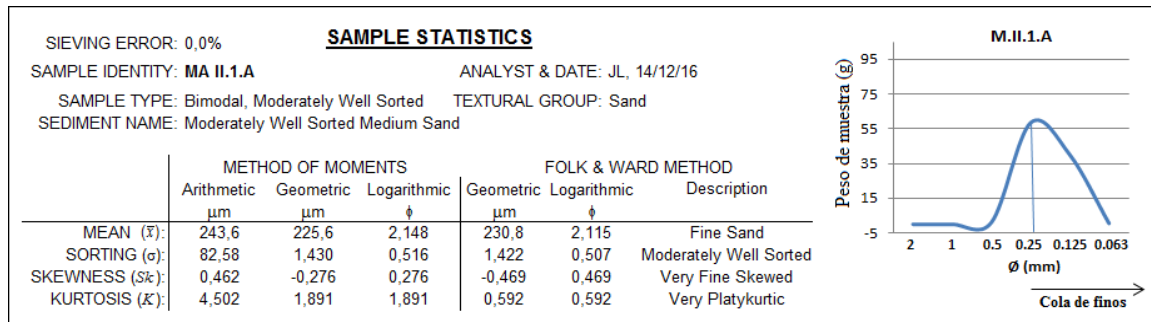 SAMPLE STATISTICS
SIEVING ERROR: 0,0%
SAMPLE IDENTITY: MA II.1.A ANALYST & DATE: JL, 14/12/16
SAMPLE TYPE: Bimodal, Moderately Well Sorted TEXTURAL GROUP: Sand
SEDIMENT NAME: Moderately Well Sorted Medium Sand
METHOD OF MOMENTS FOLK & WARD METHOD
Arithmetic Geometric Logarithmic Geometric Logarithmic Description
μm μm ϕ μm ϕ
MEAN (x̄): 243,6 225,6 2,148 230,8 2,115 Fine Sand
SORTING (σ): 82,58 1,430 0,516 1,422 0,507 Moderately Well Sorted
SKEWNESS (Sk): 0,462 -0,276 0,276 -0,469 0,469 Very Fine Skewed
KURTOSIS (K): 4,502 1,891 1,891 0,592 0,592 Very Platykurtic
M.II.1.A
Peso de muestra (g)
95
75
55
35
15
-5
2 1 0.5 0.25 0.125 0.063
Ø (mm)
Cola de finos